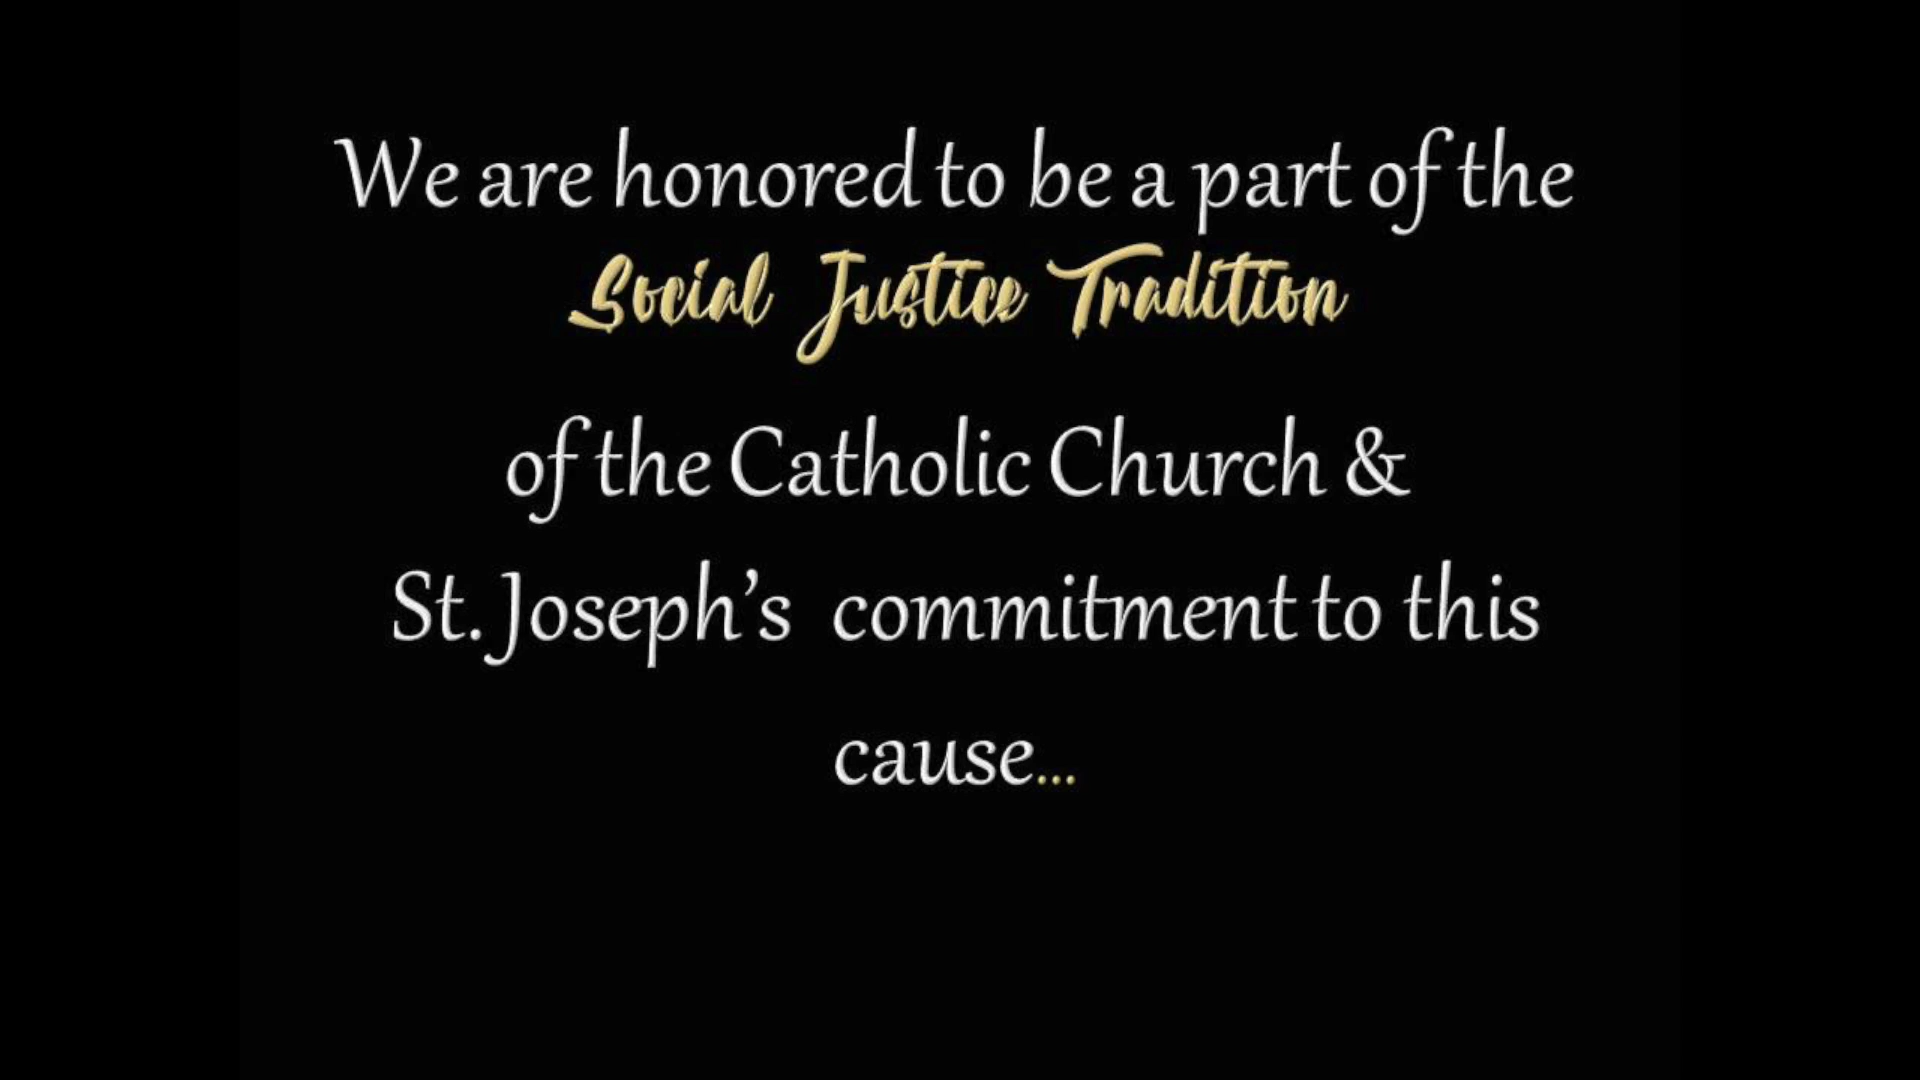 We are honored to be a part of the
Social Justice Tradition
of the Catholic Church &
St. Joseph’s commitment to this
cause...